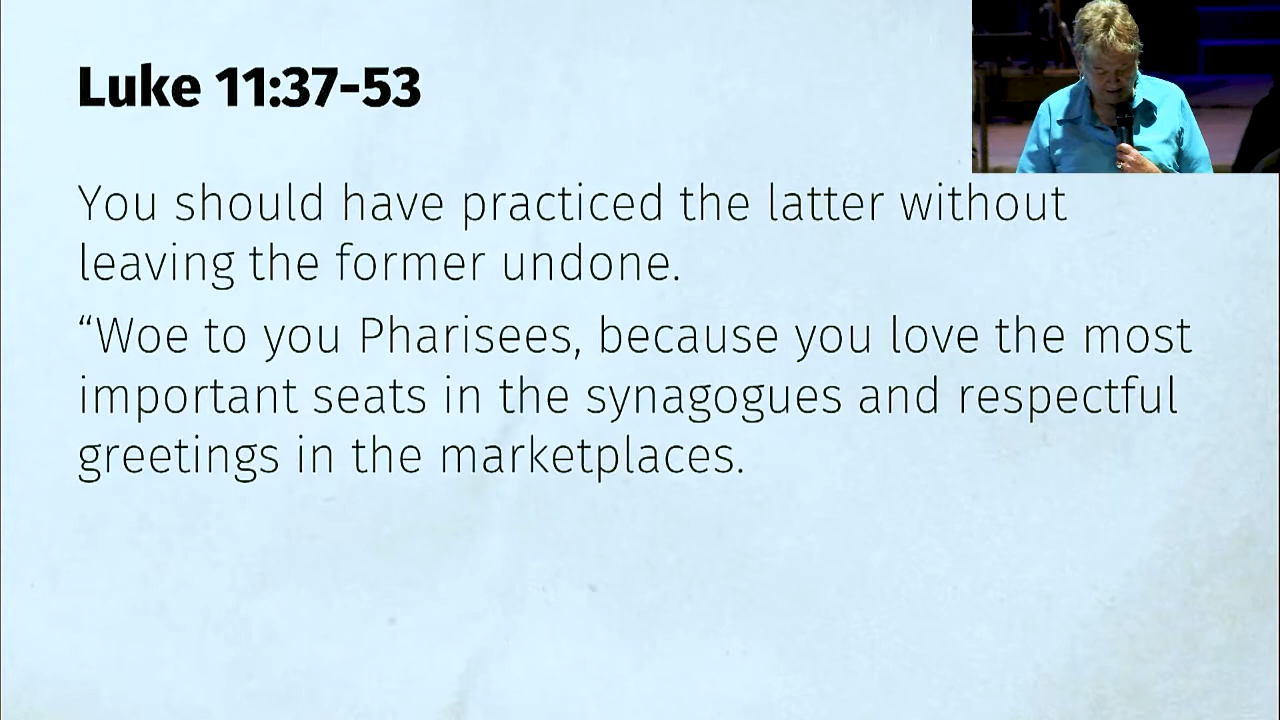 Luke 11:37-53
You should have practiced the latter without
leaving the former undone.
“Woe to you Pharisees, because you love the most
important seats in the synagogues and respectful
greetings in the marketplaces.